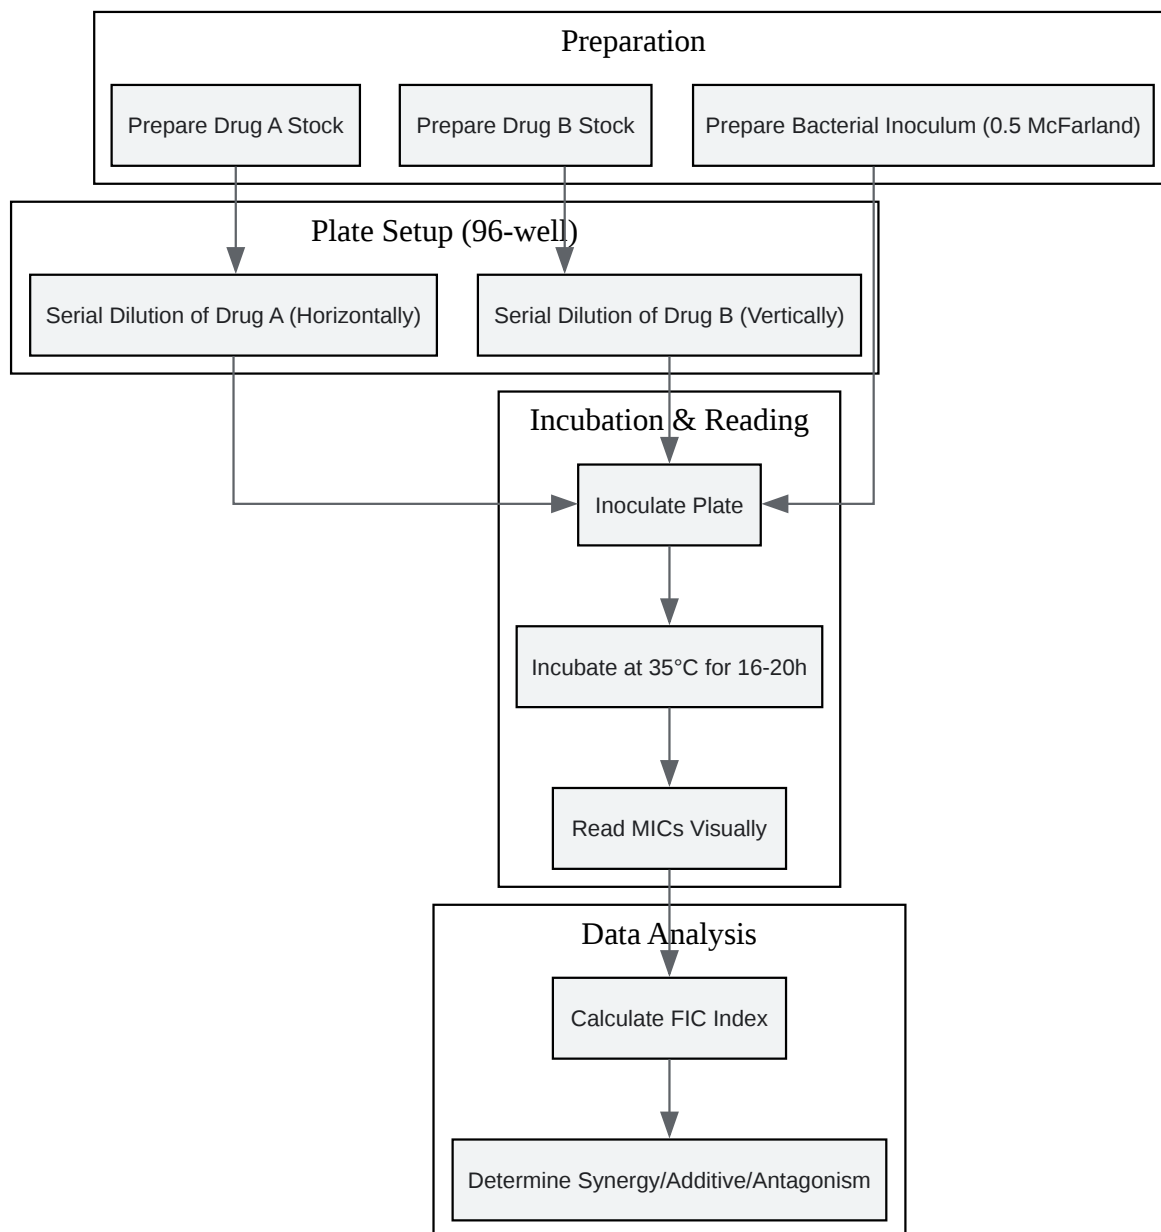 Preparation
Prepare Drug A Stock
Prepare Drug B Stock
Prepare Bacterial Inoculum (0.5 McFarland)
Plate Setup (96-well)
Serial Dilution of Drug A (Horizontally)
Serial Dilution of Drug B (Vertically)
Incubation & Reading
Inoculate Plate
Incubate at 35°C for 16-20h
Read MICs Visually
Data Analysis
Calculate FIC Index
Determine Synergy/Additive/Antagonism